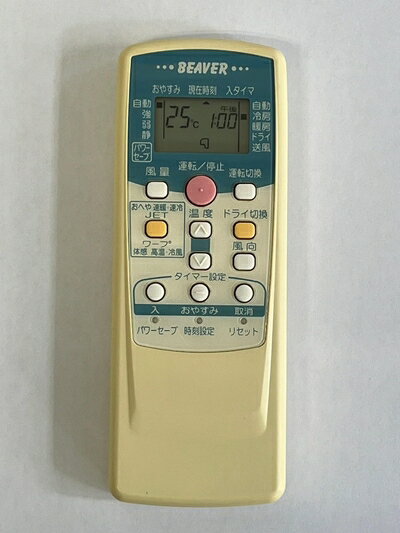 BEAVER
おやすみ 現在時刻 入タイマ
自動
強
弱
静
パワーセーブ
25℃
午後
1:00
自動
冷房
暖房
ドライ
送風
風量
運転/停止
運転切換
おへや 速暖・速冷
JET
温度
ドライ切換
ワープ
体感 高温・冷風
風向
タイマー設定
入
おやすみ
取消
パワーセーブ
時刻設定
リセット